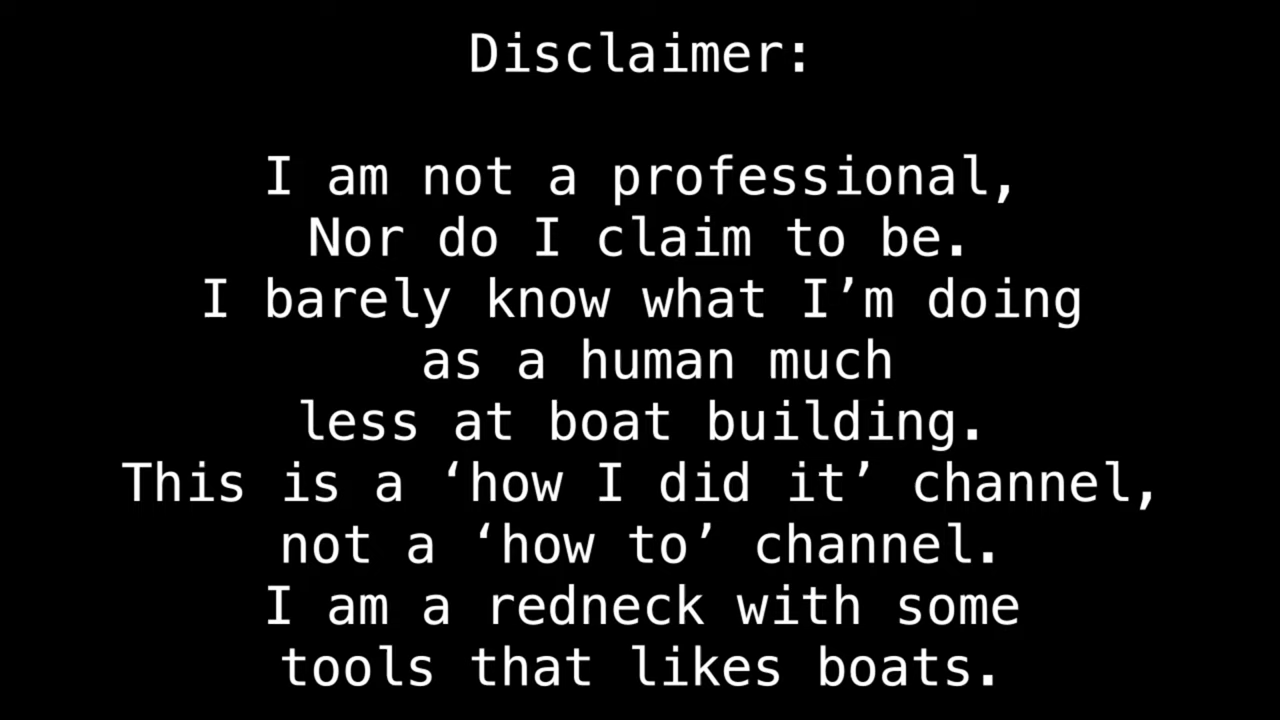 Disclaimer:
I am not a professional,
Nor do I claim to be.
I barely know what I’m doing
as a human much
less at boat building.
This is a ‘how I did it’ channel,
not a ‘how to’ channel.
I am a redneck with some
tools that likes boats.